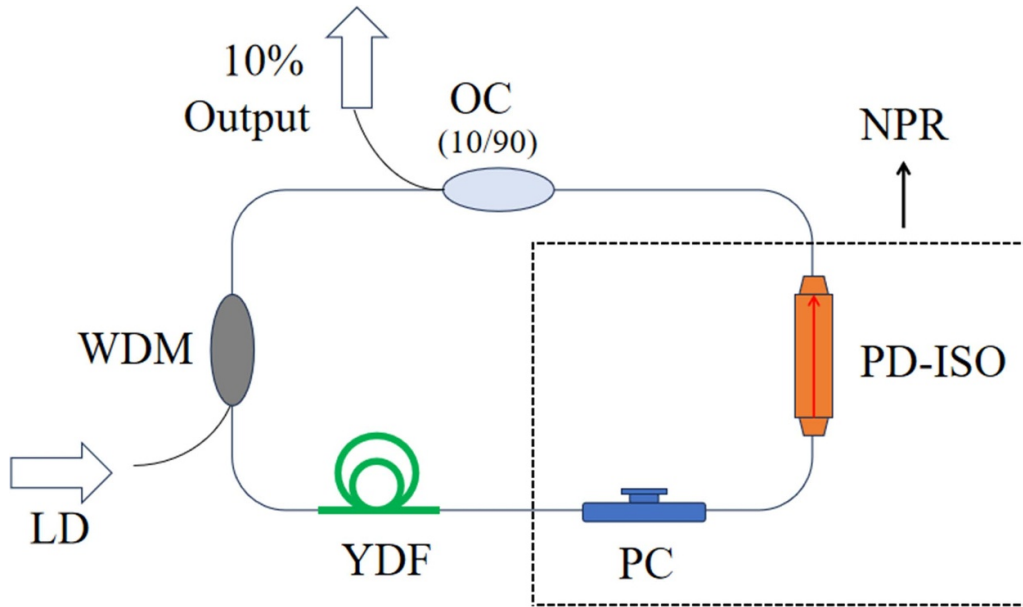 10%
Output
OC
(10/90)
NPR
WDM
PD-ISO
LD
YDF
PC